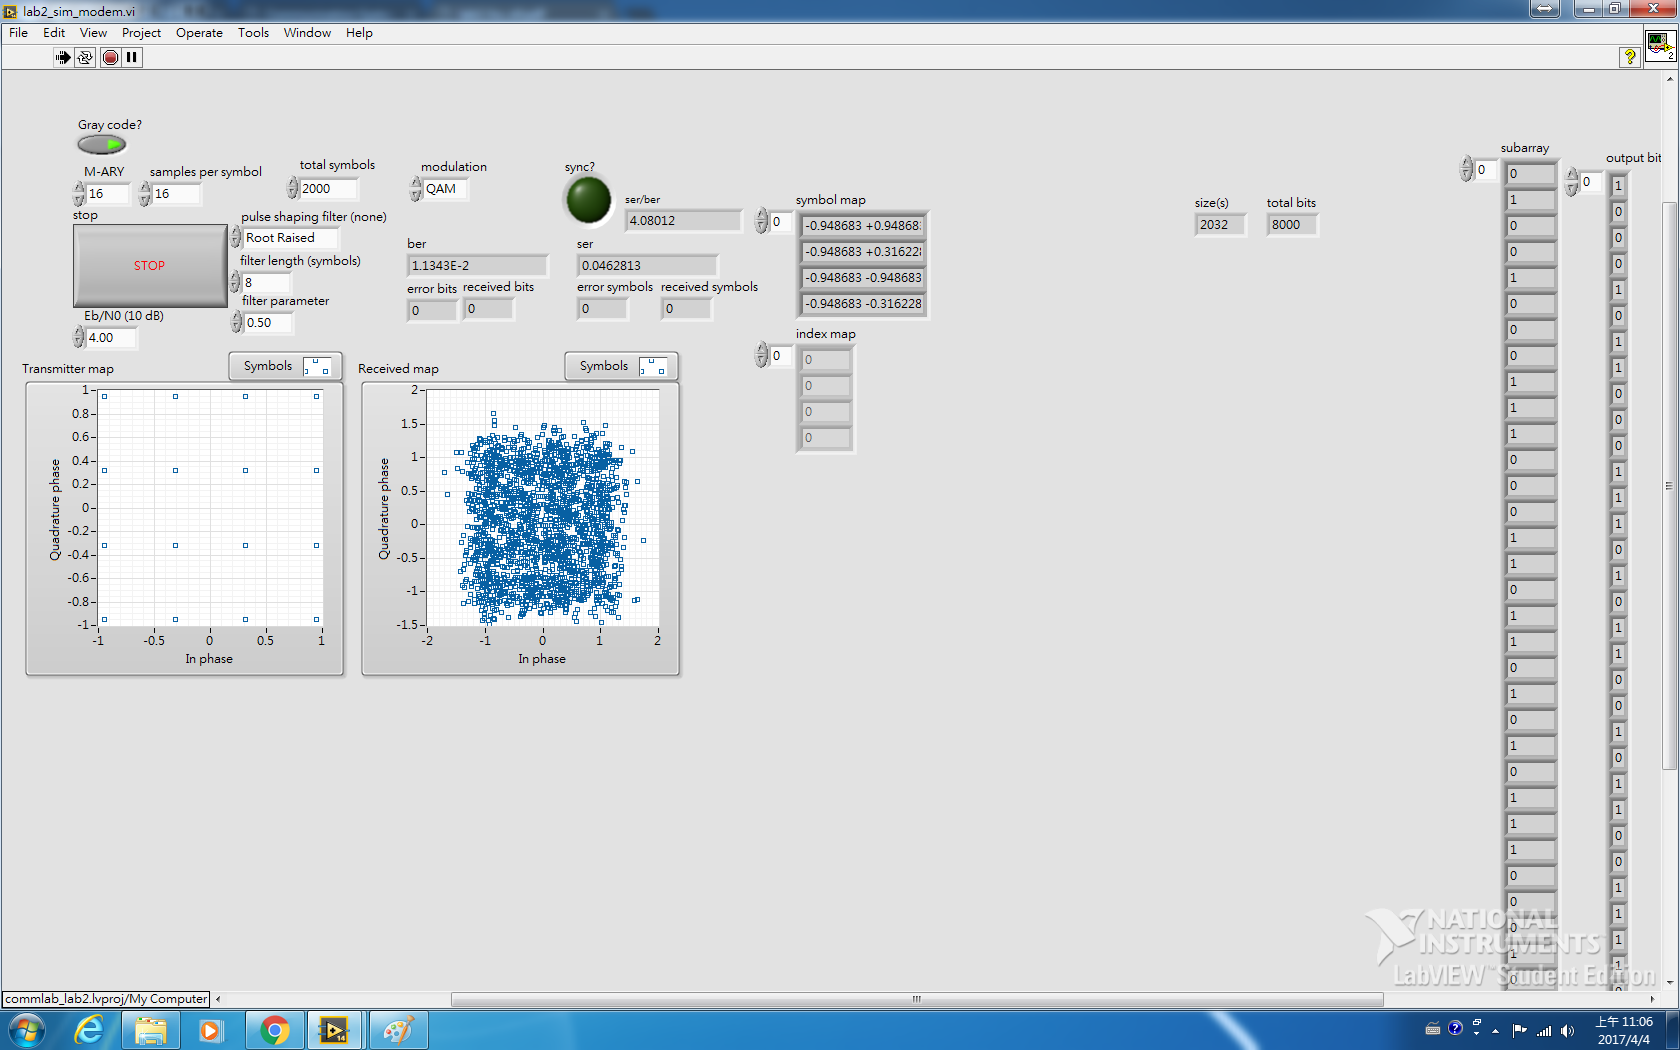 lab2_sim_modem.vi
File Edit View Project Operate Tools Window Help
2
Gray code?
M-ARY
16
samples per symbol
16
total symbols
2000
modulation
QAM
sync?
ser/ber
4.08012
stop
STOP
pulse shaping filter (none)
Root Raised
filter length (symbols)
8
filter parameter
0.50
Eb/N0 (10 dB)
4.00
ber
1.1343E-2
error bits
0
received bits
0
ser
0.0462813
error symbols
0
received symbols
0
symbol map
0
-0.948683 +0.94868
-0.948683 +0.31622
-0.948683 -0.948683
-0.948683 -0.316228
index map
0
0
0
0
0
size(s)
2032
total bits
8000
Transmitter map
Symbols
1
0.8
0.6
0.4
0.2
0
-0.2
-0.4
-0.6
-0.8
-1
-1 -0.5 0 0.5 1
Quadrature phase
In phase
Received map
Symbols
2
1.5
1
0.5
0
-0.5
-1
-1.5
-2 -1 0 1 2
Quadrature phase
In phase
subarray
0
0
1
0
0
1
0
0
0
1
1
1
0
0
0
1
1
0
1
1
0
1
0
1
0
1
1
1
0
0
0
1
0
output bit
0
1
0
0
0
1
0
1
1
0
0
0
1
1
1
0
1
0
1
1
0
0
1
0
1
1
0
0
1
1
1
1
NATIONAL
INSTRUMENTS
LabVIEW™ Student Edition
commlab_lab2.lvproj/My Computer
14
上午 11:06
2017/4/4